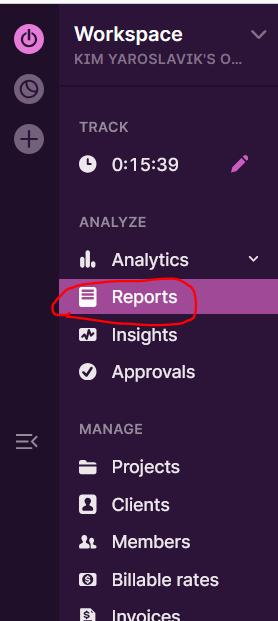 Workspace
KIM YAROSLAVIK'S O...
TRACK
0:15:39
ANALYZE
Analytics
Reports
Insights
Approvals
MANAGE
Projects
Clients
Members
Billable rates
Invoices